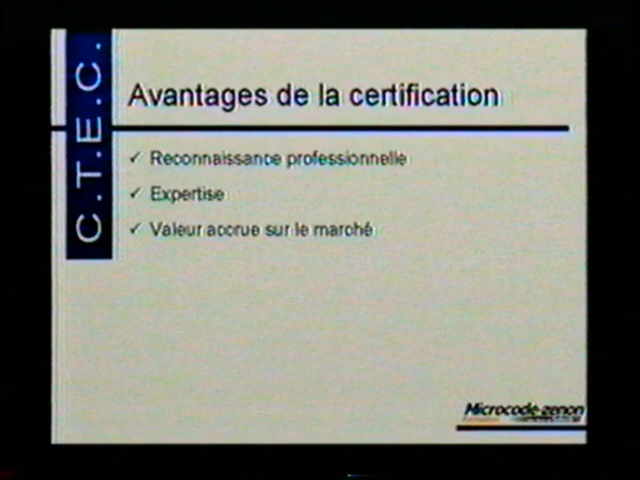 C.T.E.C.
Avantages de la certification
✓ Reconnaissance professionnelle
✓ Expertise
✓ Valeur accrue sur le marché
Microcode-zenon